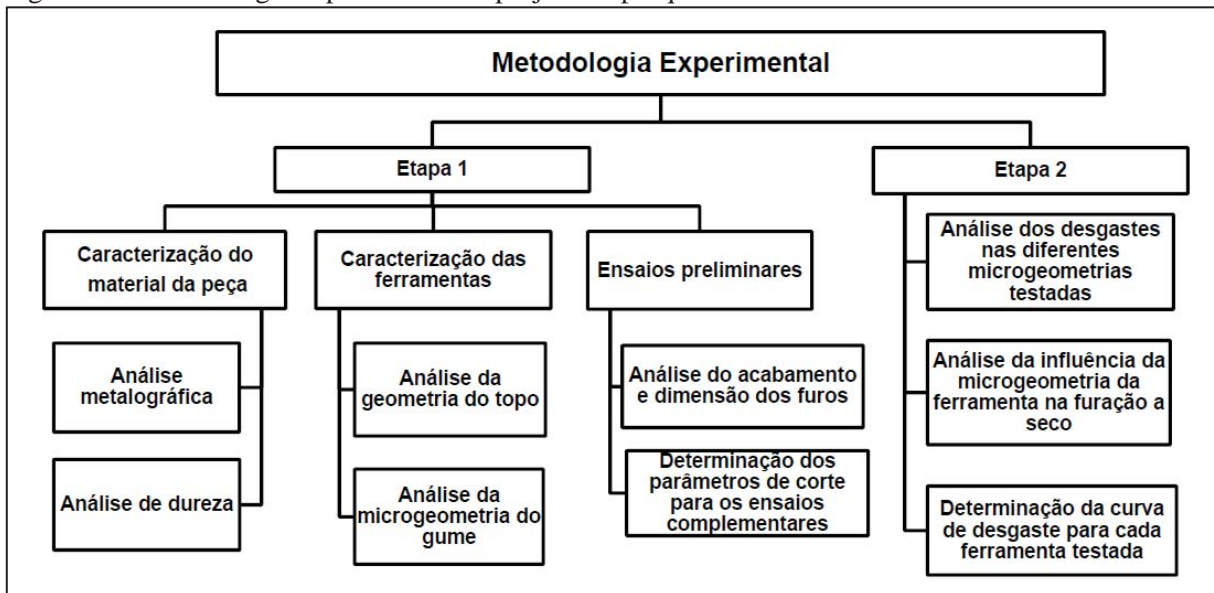 Metodologia Experimental
Etapa 1
Etapa 2
Caracterização do
material da peça
Análise
metalográfica
Análise de dureza
Caracterização das
ferramentas
Análise da
geometria do topo
Análise da
microgeometria do
gume
Ensaios preliminares
Análise do acabamento
e dimensão dos furos
Determinação dos
parâmetros de corte
para os ensaios
complementares
Análise dos desgastes
nas diferentes
microgeometrias
testadas
Análise da influência da
microgeometria da
ferramenta na furação a
seco
Determinação da curva
de desgaste para cada
ferramenta testada